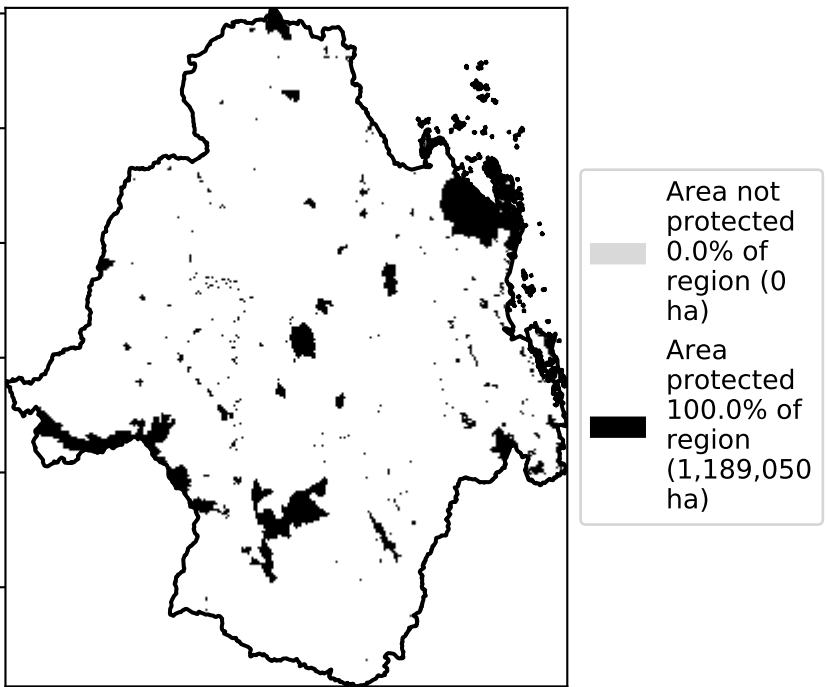 Area not
protected
0.0% of
region (0
ha)
Area
protected
100.0% of
region
(1,189,050
ha)